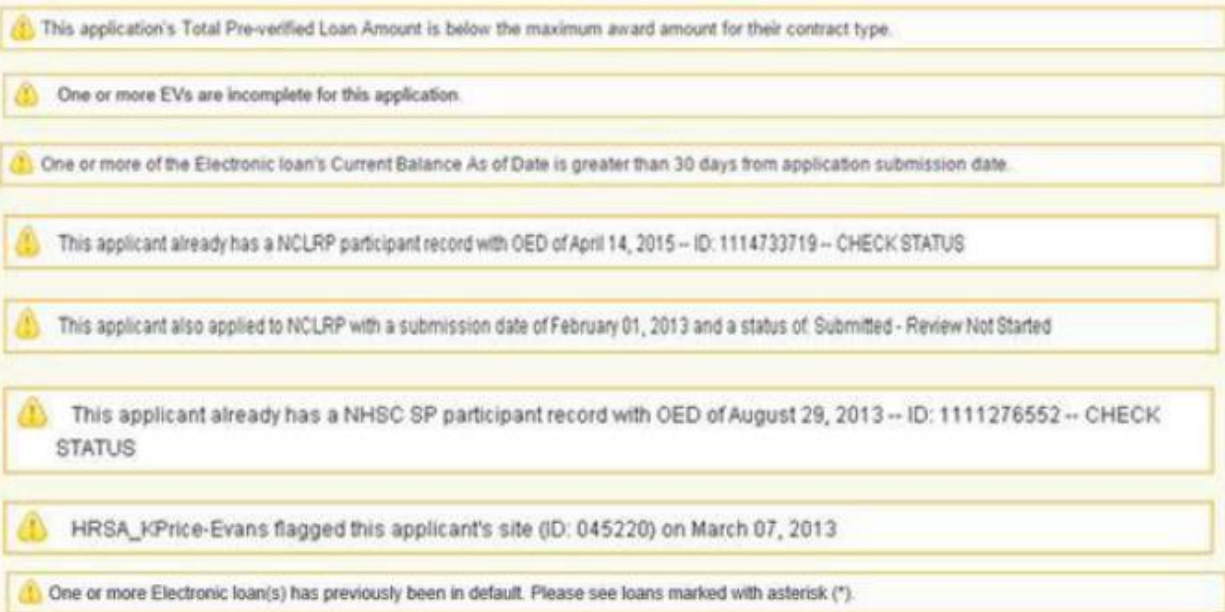 This application's Total Pre-verified Loan Amount is below the maximum award amount for their contract type.
One or more EVs are incomplete for this application.
One or more of the Electronic loan's Current Balance As of Date is greater than 30 days from application submission date.
This applicant already has a NCLRP participant record with OED of April 14, 2015 -- ID: 1114733719 -- CHECK STATUS
This applicant also applied to NCLRP with a submission date of February 01, 2013 and a status of: Submitted - Review Not Started
This applicant already has a NHSC SP participant record with OED of August 29, 2013 -- ID: 1111276552 -- CHECK
STATUS
HRSA_KPrice-Evans flagged this applicant's site (ID: 045220) on March 07, 2013
One or more Electronic loan(s) has previously been in default. Please see loans marked with asterisk (*).